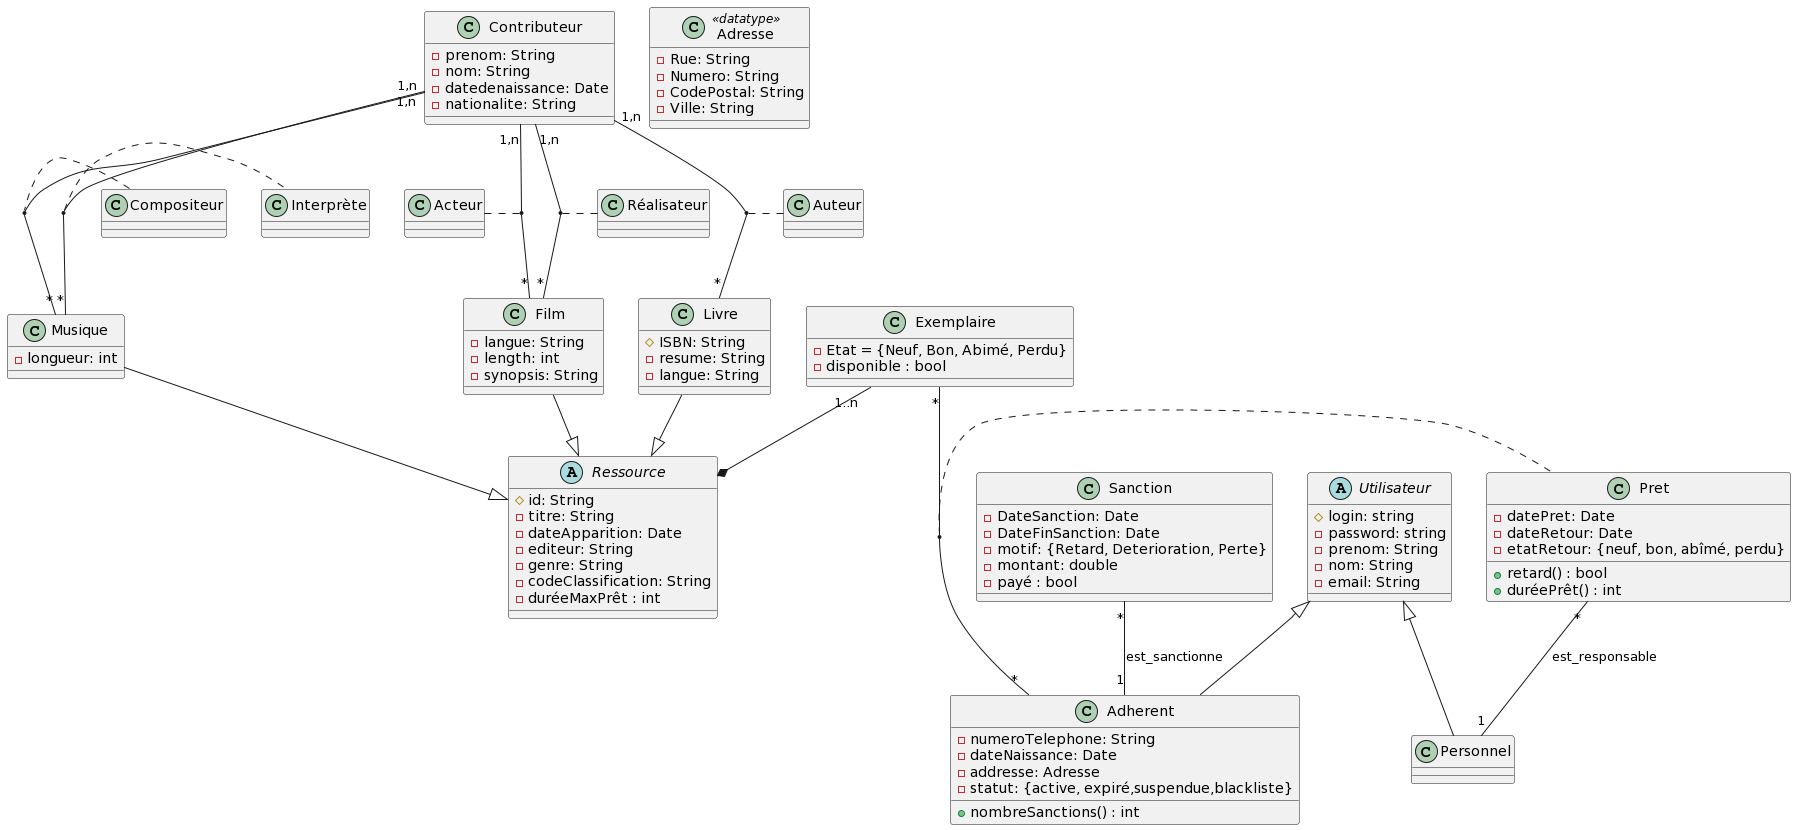 C Contributeur
prenom: String
nom: String
datedenaissance: Date
nationalite: String
«datatype»
C Adresse
Rue: String
Numero: String
CodePostal: String
Ville: String
1,n
1,n
1,n
1,n
1,n
C Compositeur
C Interprète
C Acteur
C Réalisateur
C Auteur
* *
* *
*
C Musique
longueur: int
C Film
langue: String
length: int
synopsis: String
C Livre
ISBN: String
resume: String
langue: String
C Exemplaire
Etat = {Neuf, Bon, Abimé, Perdu}
disponible : bool
1..n
*
A Ressource
id: String
titre: String
dateApparition: Date
editeur: String
genre: String
codeClassification: String
duréeMaxPrêt : int
C Sanction
DateSanction: Date
DateFinSanction: Date
motif: {Retard, Deterioration, Perte}
montant: double
payé : bool
A Utilisateur
login: string
password: string
prenom: String
nom: String
email: String
C Pret
datePret: Date
dateRetour: Date
etatRetour: {neuf, bon, abîmé, perdu}
retard() : bool
duréePrêt() : int
*
est_sanctionne
1
*
est_responsable
1
*
C Adherent
numeroTelephone: String
dateNaissance: Date
addresse: Adresse
statut: {active, expiré,suspendue,blackliste}
nombreSanctions() : int
C Personnel